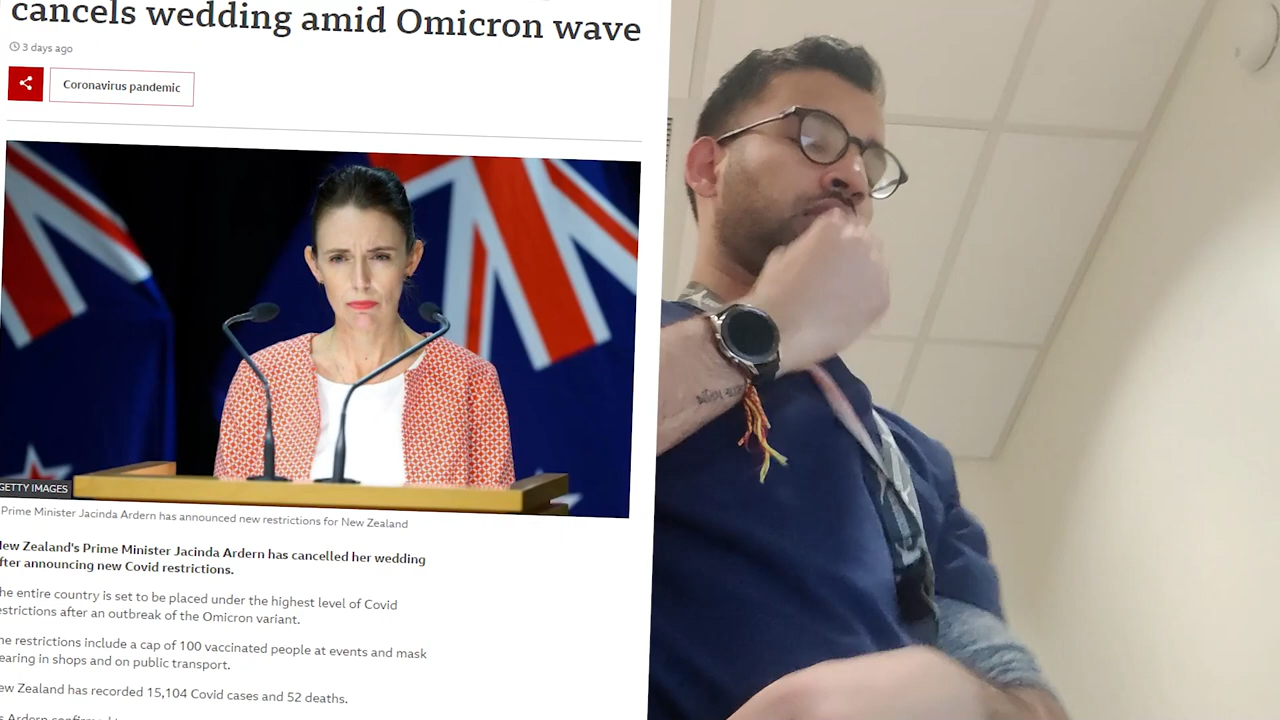 cancels wedding amid Omicron wave
3 days ago
Coronavirus pandemic
GETTY IMAGES
Prime Minister Jacinda Ardern has announced new restrictions for New Zealand
ew Zealand's Prime Minister Jacinda Ardern has cancelled her wedding
fter announcing new Covid restrictions.
he entire country is set to be placed under the highest level of Covid
estrictions after an outbreak of the Omicron variant.
he restrictions include a cap of 100 vaccinated people at events and mask
earing in shops and on public transport.
ew Zealand has recorded 15,104 Covid cases and 52 deaths.